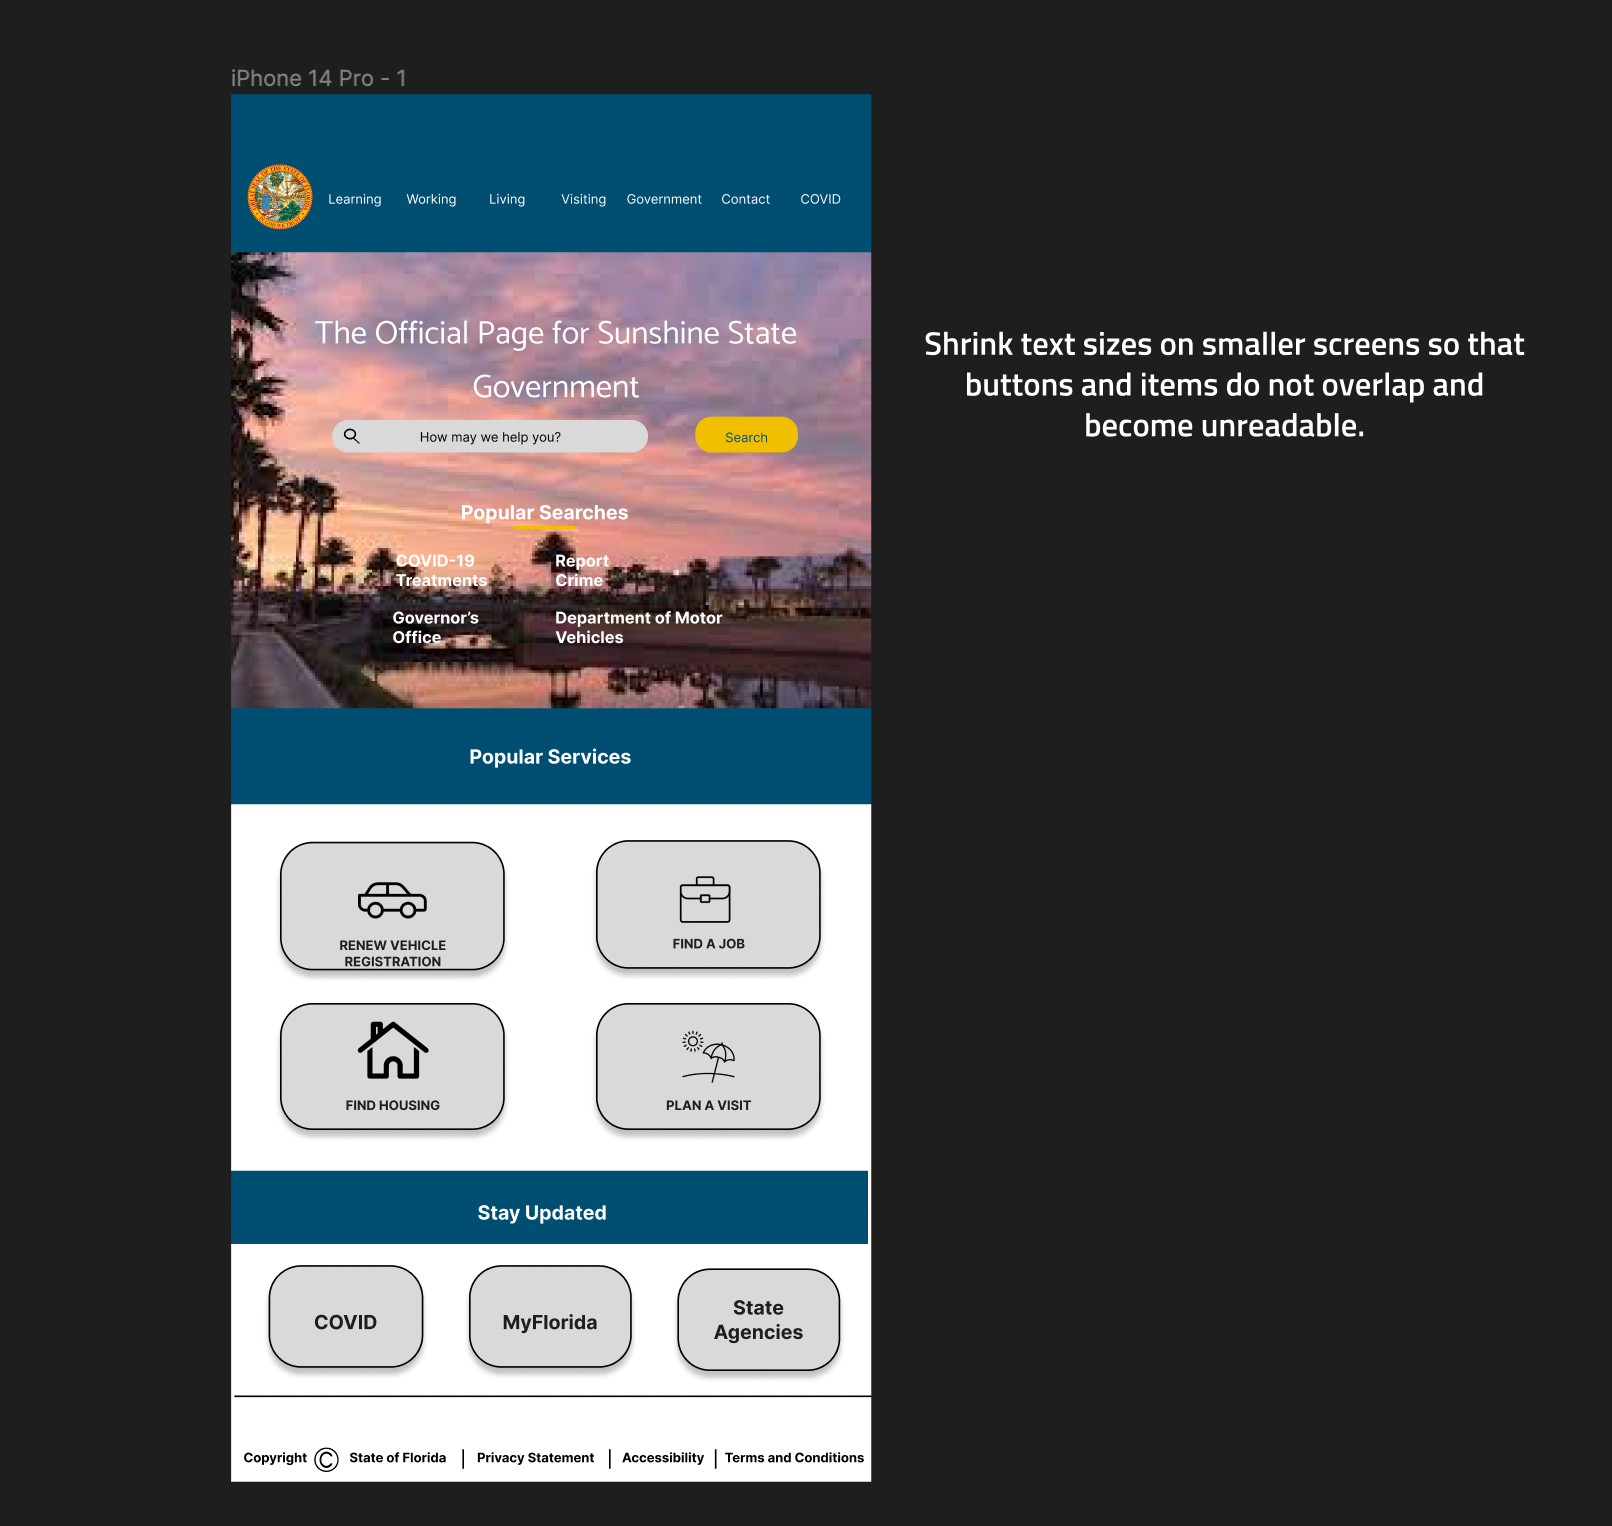 iPhone 14 Pro - 1
Learning Working Living Visiting Government Contact COVID
The Official Page for Sunshine State
Government
How may we help you?
Search
Popular Searches
COVID-19
Treatments
Report
Crime
Governor's
Office
Department of Motor
Vehicles
Popular Services
RENEW VEHICLE
REGISTRATION
FIND A JOB
FIND HOUSING
PLAN A VISIT
Stay Updated
COVID
MyFlorida
State
Agencies
Copyright © State of Florida | Privacy Statement | Accessibility | Terms and Conditions
Shrink text sizes on smaller screens so that
buttons and items do not overlap and
become unreadable.